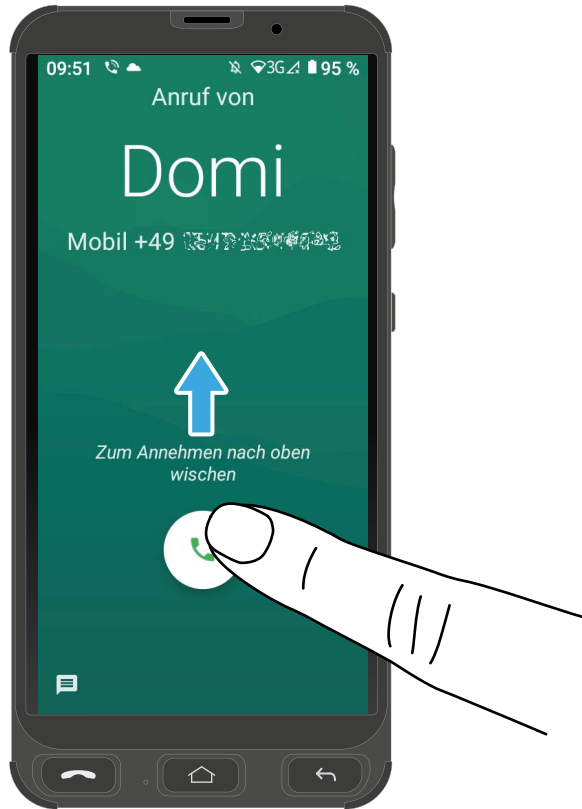 09:51 3G 95 %
Anruf von
Domi
Mobil +49
Zum Annehmen nach oben
wischen